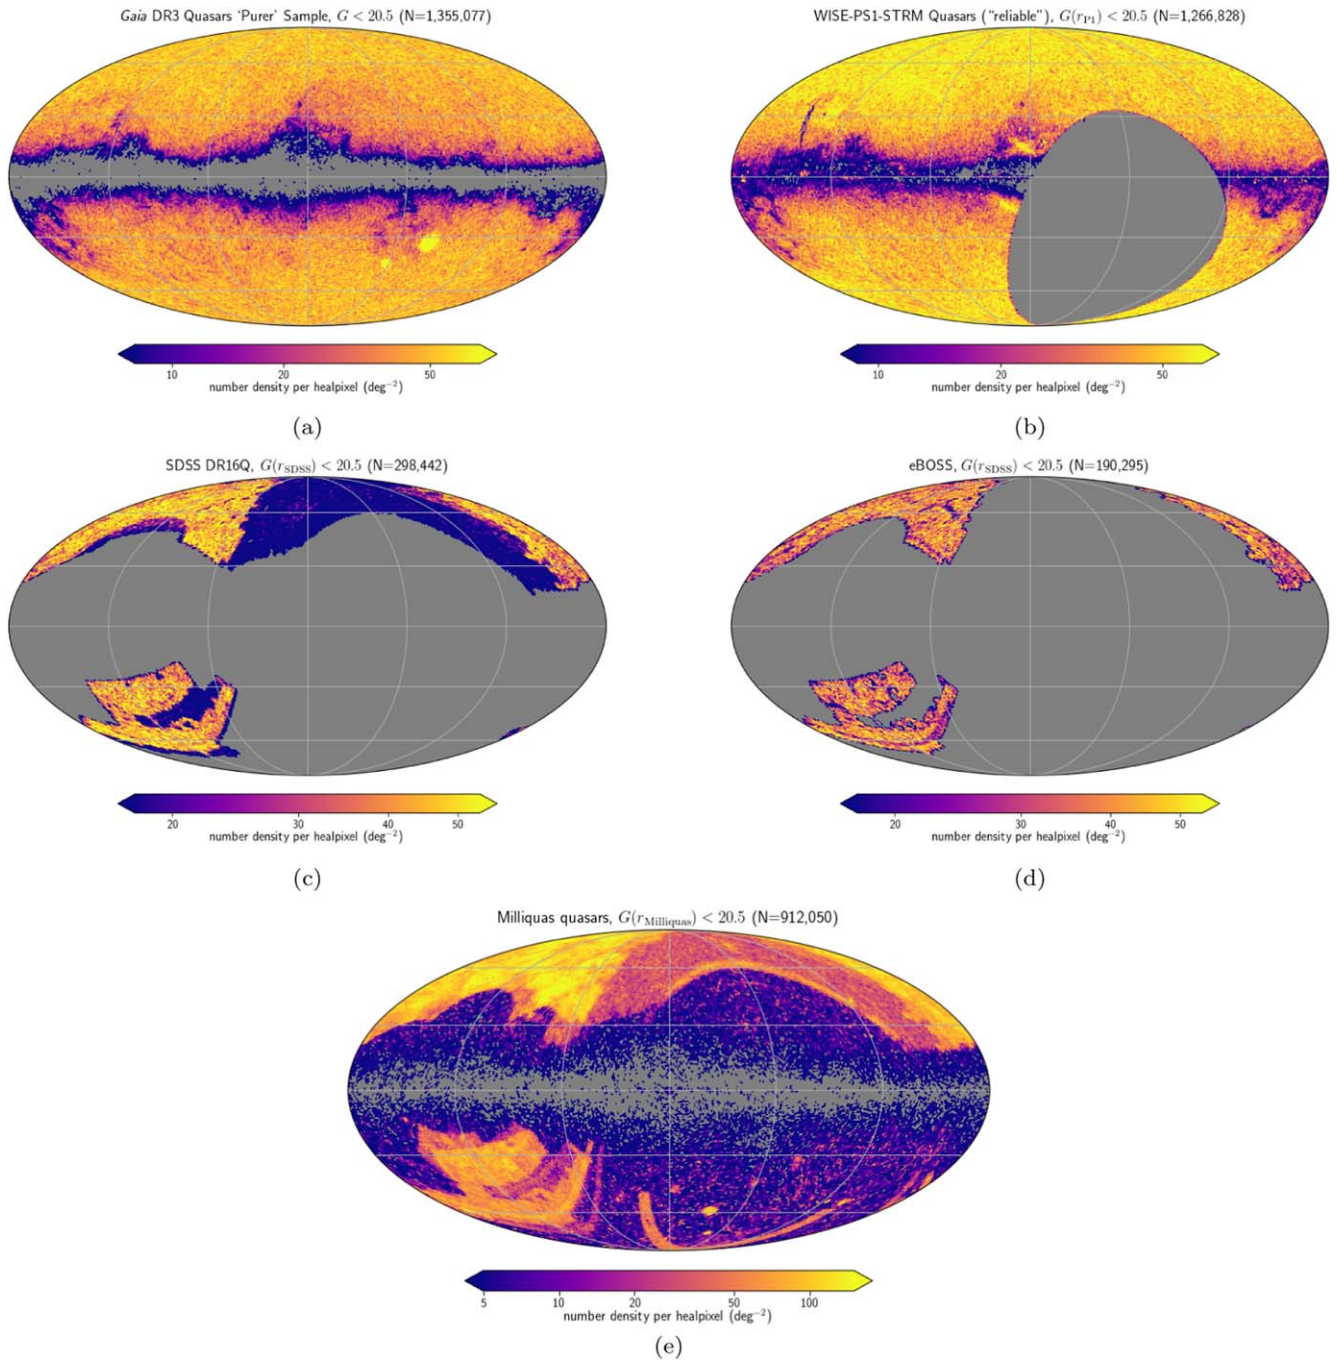 Gaia DR3 Quasars ‘Purer’ Sample, G < 20.5 (N=1,355,077)
10 20 50
number density per healpixel (deg⁻²)
(a)
WISE-PS1-STRM Quasars (“reliable”), G(r_P1) < 20.5 (N=1,266,828)
10 20 50
number density per healpixel (deg⁻²)
(b)
SDSS DR16Q, G(r_SDSS) < 20.5 (N=298,442)
20 30 40 50
number density per healpixel (deg⁻²)
(c)
eBOSS, G(r_SDSS) < 20.5 (N=190,295)
20 30 40 50
number density per healpixel (deg⁻²)
(d)
Milliquas quasars, G(r_Milliquas) < 20.5 (N=912,050)
5 10 20 50 100
number density per healpixel (deg⁻²)
(e)